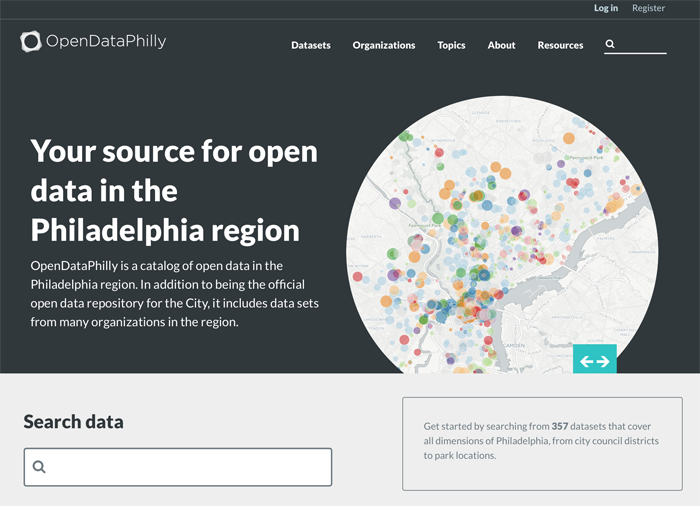 Log in Register
OpenDataPhilly
Datasets Organizations Topics About Resources
Your source for open
data in the
Philadelphia region
OpenDataPhilly is a catalog of open data in the
Philadelphia region. In addition to being the official
open data repository for the City, it includes data sets
from many organizations in the region.
CAMDEN
Search data
Get started by searching from 357 datasets that cover
all dimensions of Philadelphia, from city council districts
to park locations.